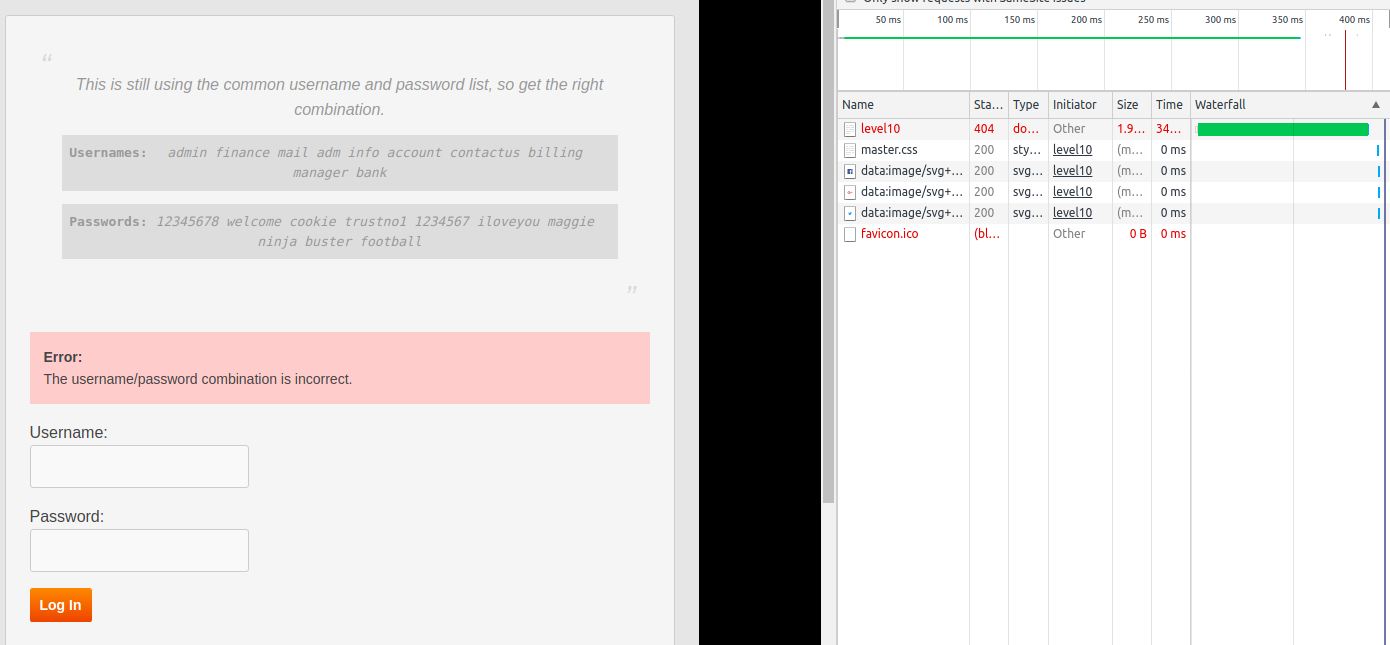 “
This is still using the common username and password list, so get the right
combination.
Usernames: admin finance mail adm info account contactus billing
manager bank
Passwords: 12345678 welcome cookie trustno1 1234567 iloveyou maggie
ninja buster football
”
Error:
The username/password combination is incorrect.
Username:
Password:
Log In
Only show requests with SameSite issues
50 ms 100 ms 150 ms 200 ms 250 ms 300 ms 350 ms 400 ms
Name Sta… Type Initiator Size Time Waterfall ▲
level10 404 do… Other 1.9… 34…
master.css 200 sty… level10 (m… 0 ms
data:image/svg+… 200 svg… level10 (m… 0 ms
data:image/svg+… 200 svg… level10 (m… 0 ms
data:image/svg+… 200 svg… level10 (m… 0 ms
favicon.ico (bl… Other 0 B 0 ms